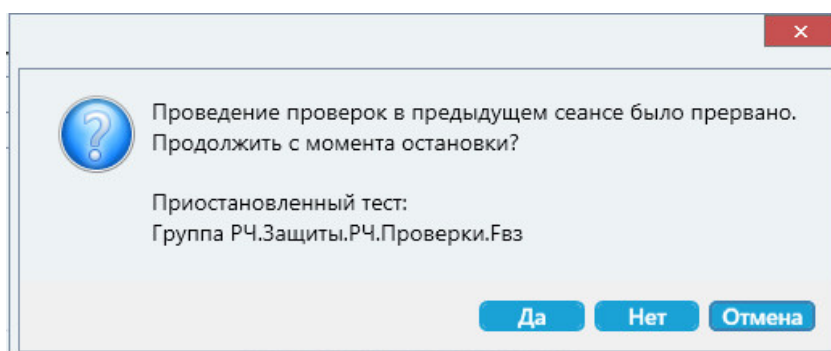 Проведение проверок в предыдущем сеансе было прервано.
Продолжить с момента остановки?
Приостановленный тест:
Группа РЧ.Защиты.РЧ.Проверки.Fвз
Да Нет Отмена